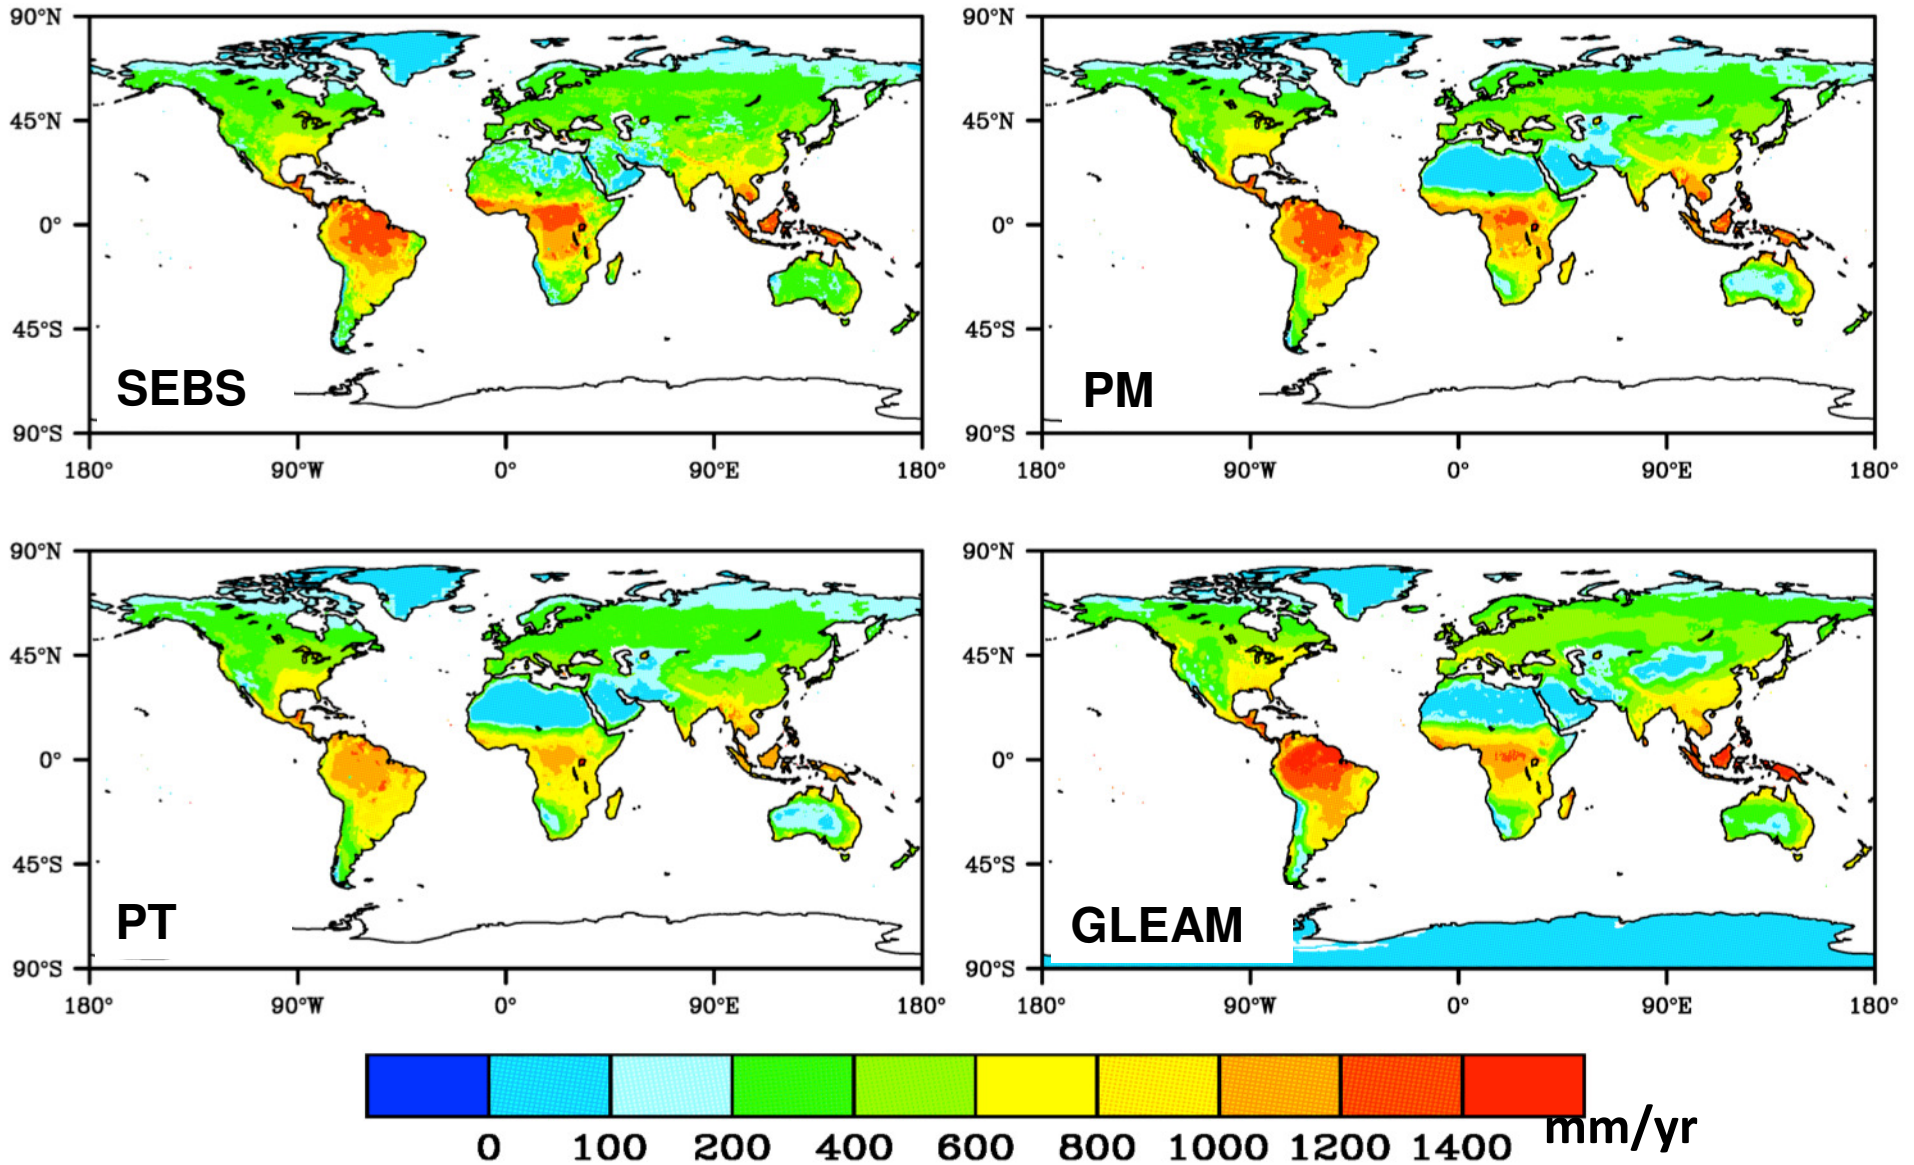 90°N 90°N
45°N 45°N
0° 0°
45°S 45°S
SEBS PM
90°S 90°S
180° 90°W 0° 90°E 180° 180° 90°W 0° 90°E 180°
90°N 90°N
45°N 45°N
0° 0°
45°S 45°S
PT GLEAM
90°S 90°S
180° 90°W 0° 90°E 180° 180° 90°W 0° 90°E 180°
0 100 200 400 600 800 1000 1200 1400 mm/yr